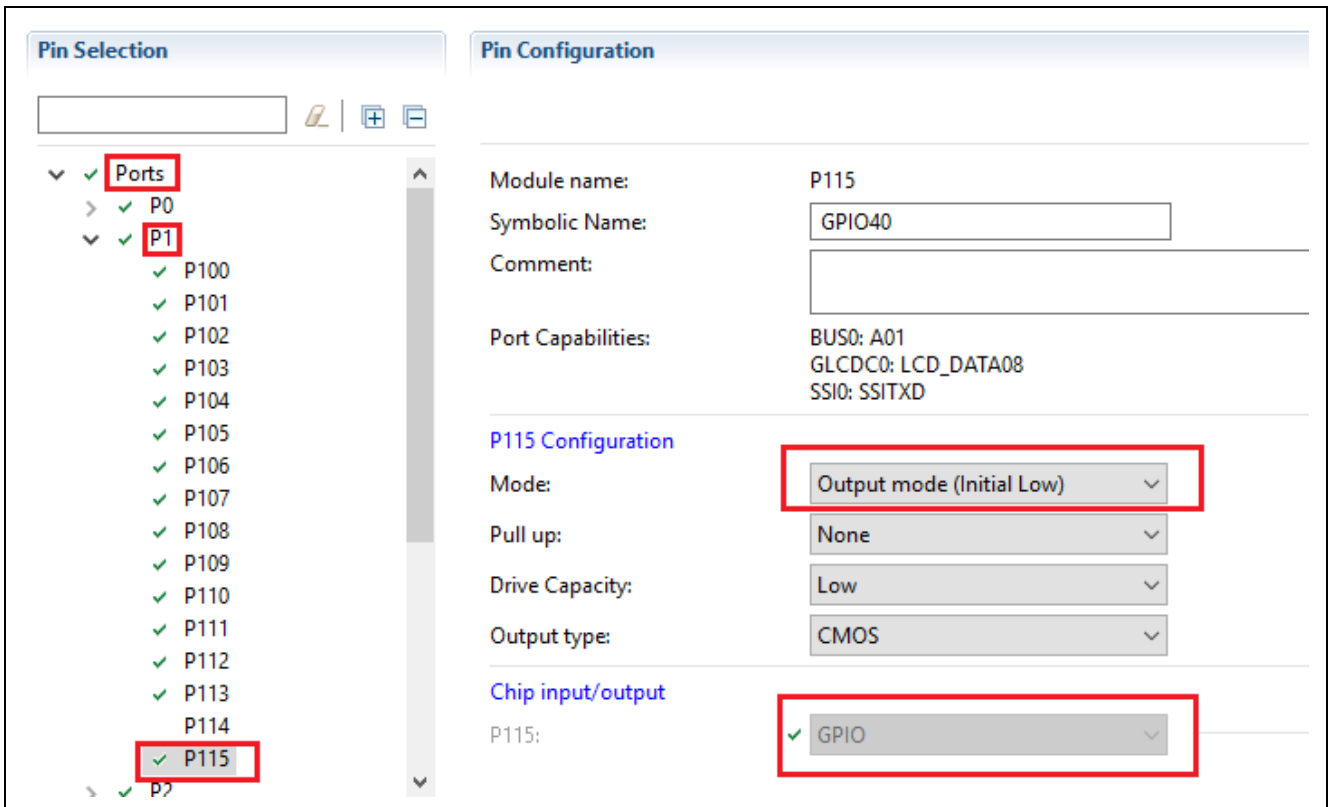 Pin Selection
Ports
P0
P1
P100
P101
P102
P103
P104
P105
P106
P107
P108
P109
P110
P111
P112
P113
P114
P115
P2
Pin Configuration
Module name: P115
Symbolic Name: GPIO40
Comment:
Port Capabilities: BUS0: A01
GLCDC0: LCD_DATA08
SSI0: SSITXD
P115 Configuration
Mode: Output mode (Initial Low)
Pull up: None
Drive Capacity: Low
Output type: CMOS
Chip input/output
P115: GPIO